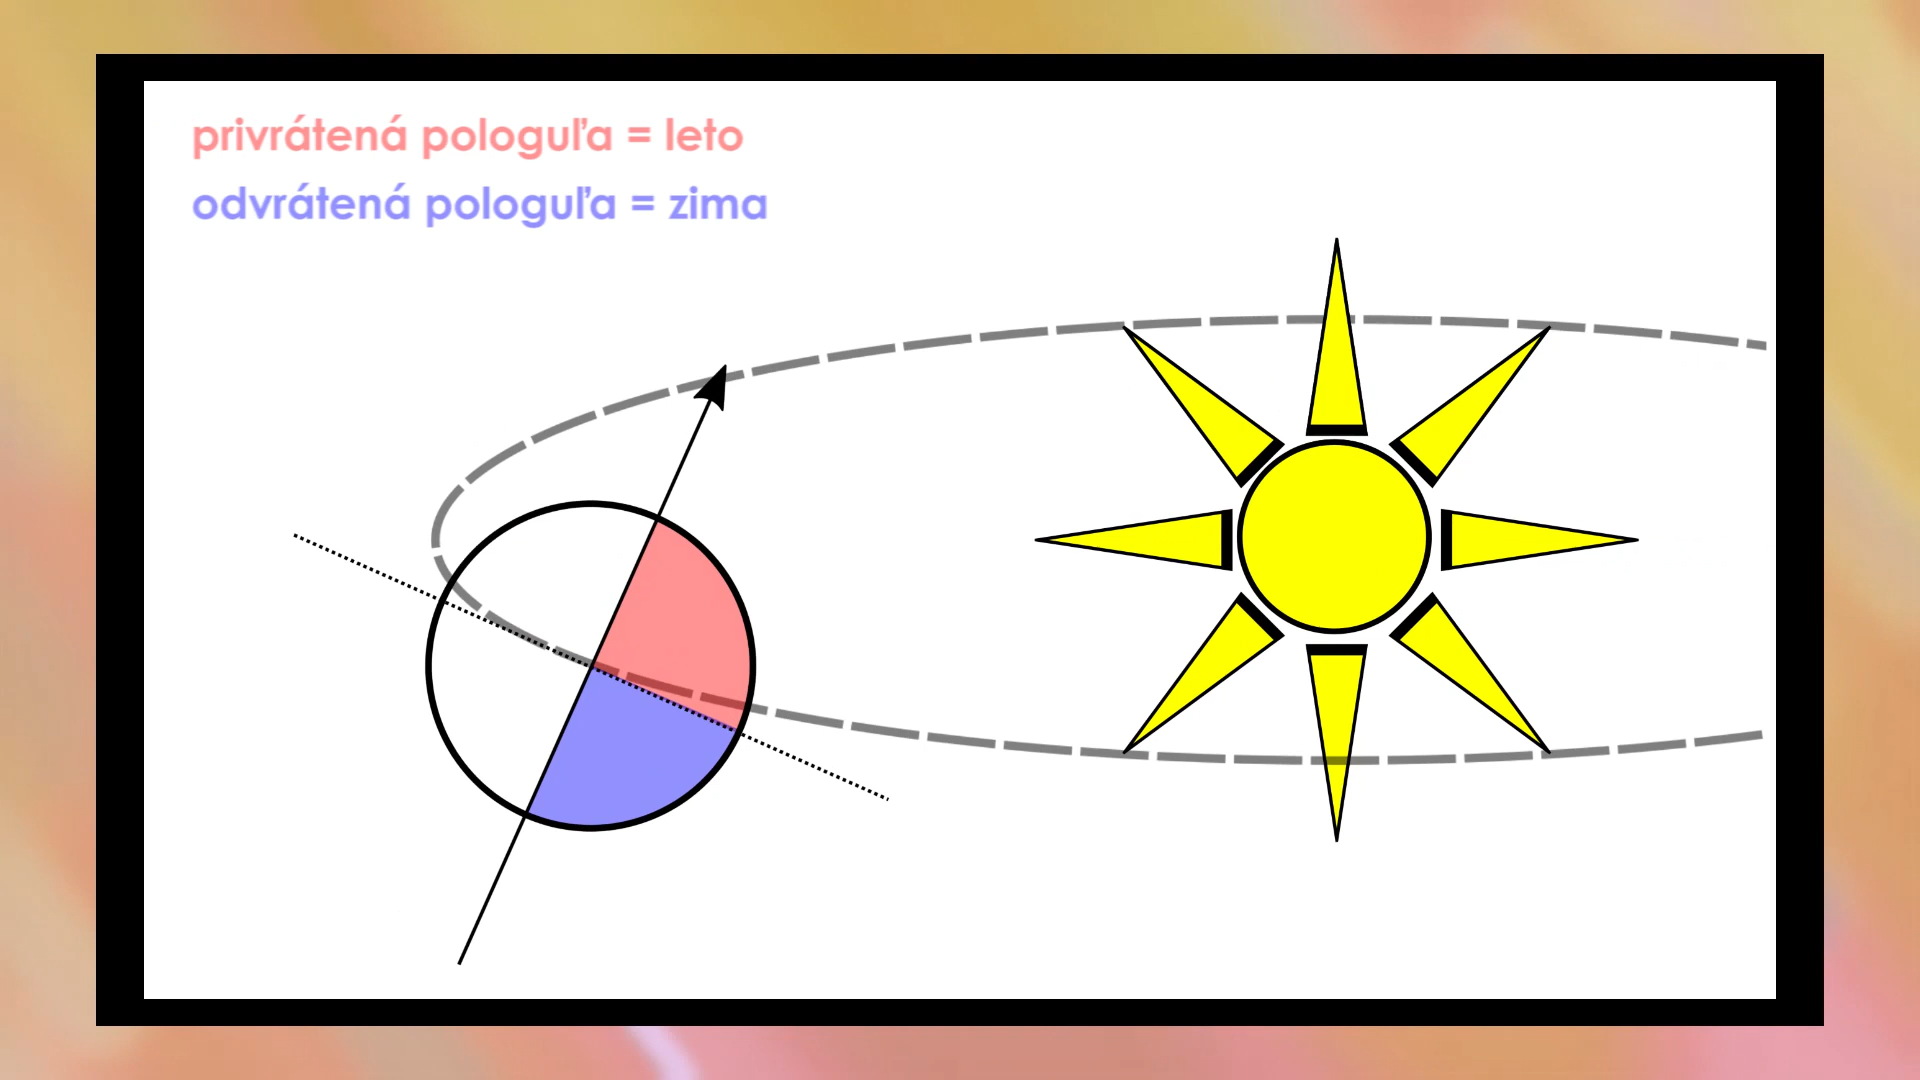 privrátená pologuľa = leto
odvrátená pologuľa = zima